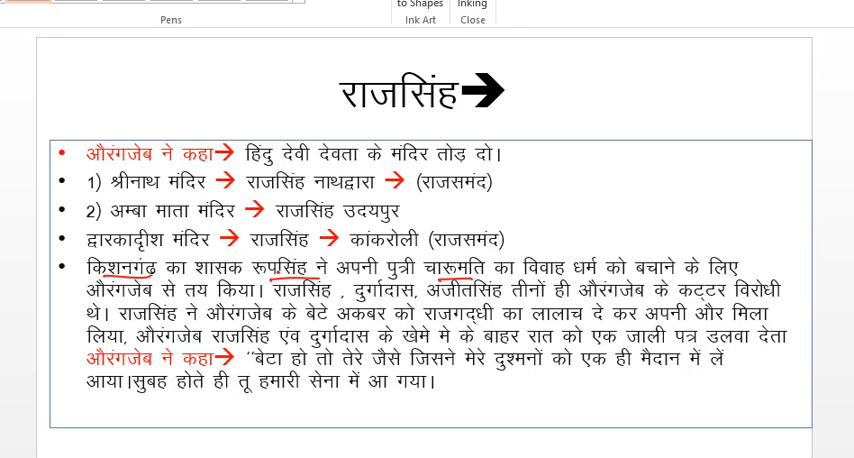 to Shapes
Inking
Pens
Ink Art
Close
राजसिंह➔
• औरंगजेब ने कहा➔ हिंदु देवी देवता के मंदिर तोड़ दो।
• 1) श्रीनाथ मंदिर ➔ राजसिंह नाथद्वारा ➔ (राजसमंद)
• 2) अम्बा माता मंदिर ➔ राजसिंह उदयपुर
• द्वारकादृीश मंदिर ➔ राजसिंह ➔ कांकरोली (राजसमंद)
• किशनगंढ़ का शासक रूपसिंह ने अपनी पुत्री चारूमति का विवाह धर्म को बचाने के लिए
औरंगजेब से तय किया। राजसिंह , दुर्गादास, अजीतसिंह तीनों ही औरंगजेब के कट्टर विरोधी
थे। राजसिंह ने औरंगजेब के बेटे अकबर को राजगद्घी का लालाच दे कर अपनी और मिला
लिया, औरंगजेब राजसिंह एंव दुर्गादास के खेमे मे के बाहर रात को एक जाली पत्र डलवा देता
औरंगजेब ने कहा➔ "बेटा हो तो तेरे जैसे जिसने मेरे दुश्मनों को एक ही मैदान में लें
आया।सुबह होते ही तू हमारी सेना में आ गया।